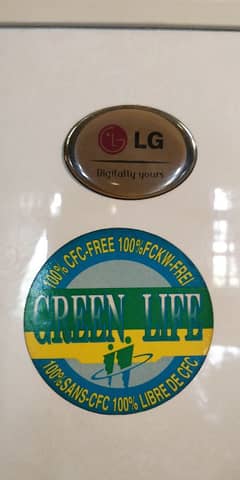 LG
Digitally yours
100% CFC-FREE 100%FCKW-FREI
GREEN LIFE
100%SANS-CFC 100% LIBRE DE CFC